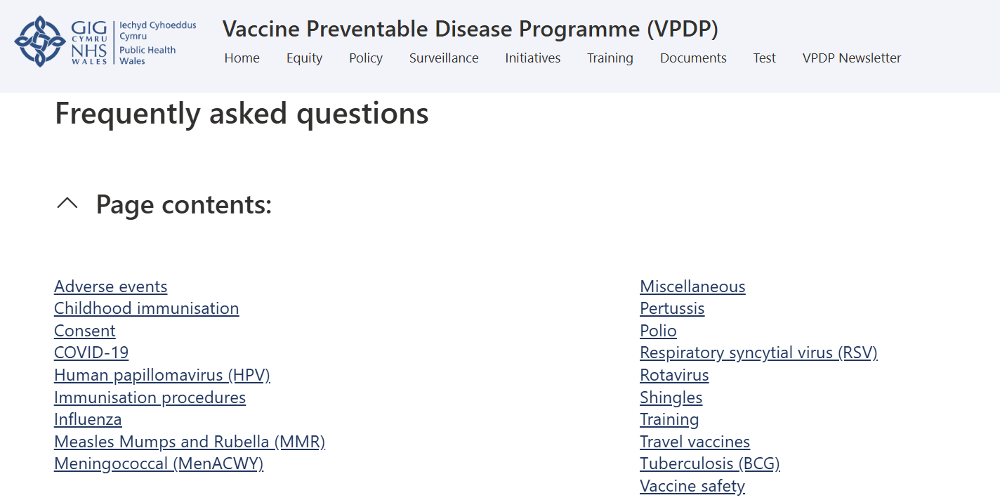 GIG
CYMRU
NHS
WALES
Iechyd Cyhoeddus
Cymru
Public Health
Wales
Vaccine Preventable Disease Programme (VPDP)
Home Equity Policy Surveillance Initiatives Training Documents Test VPDP Newsletter
Frequently asked questions
Page contents:
Adverse events
Childhood immunisation
Consent
COVID-19
Human papillomavirus (HPV)
Immunisation procedures
Influenza
Measles Mumps and Rubella (MMR)
Meningococcal (MenACWY)
Miscellaneous
Pertussis
Polio
Respiratory syncytial virus (RSV)
Rotavirus
Shingles
Training
Travel vaccines
Tuberculosis (BCG)
Vaccine safety